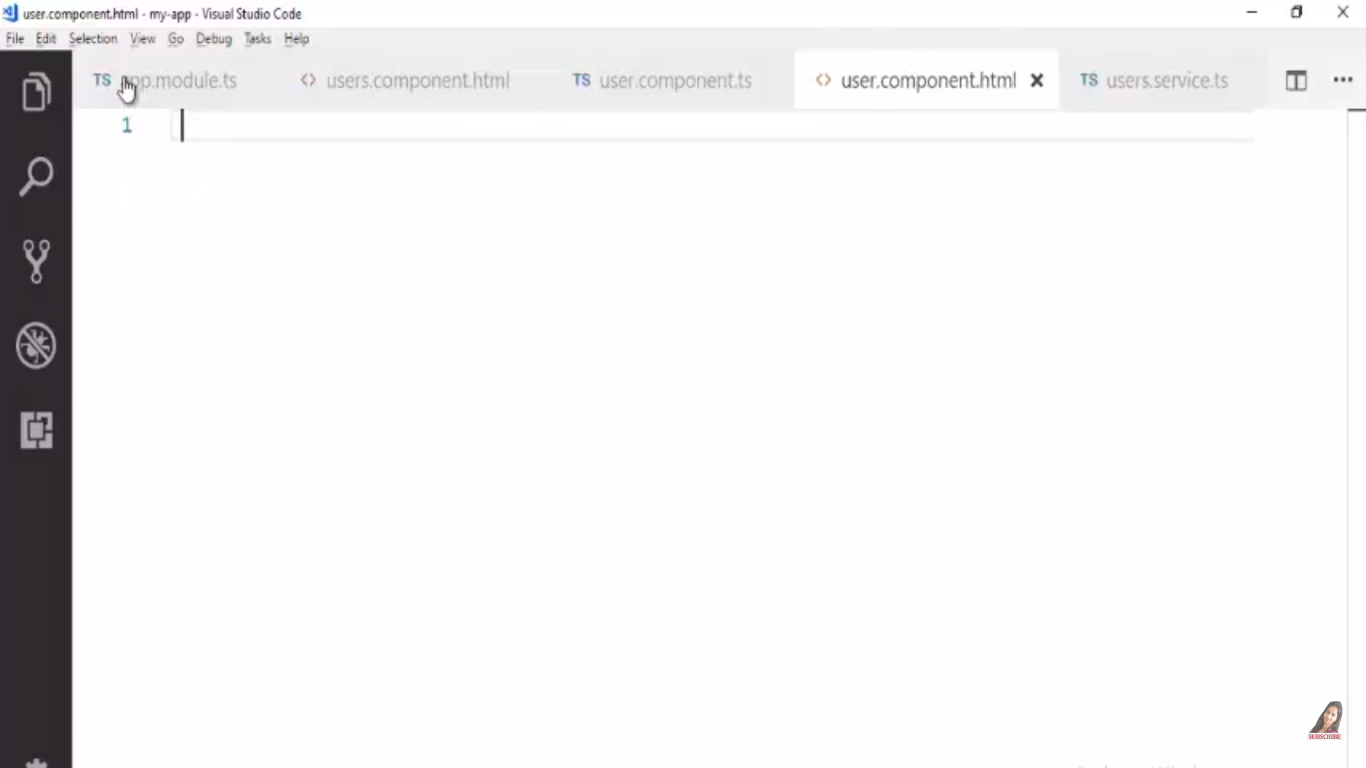 user.component.html - my-app - Visual Studio Code
File Edit Selection View Go Debug Tasks Help
TS app.module.ts <> users.component.html TS user.component.ts <> user.component.html TS users.service.ts
1
SUBSCRIBE